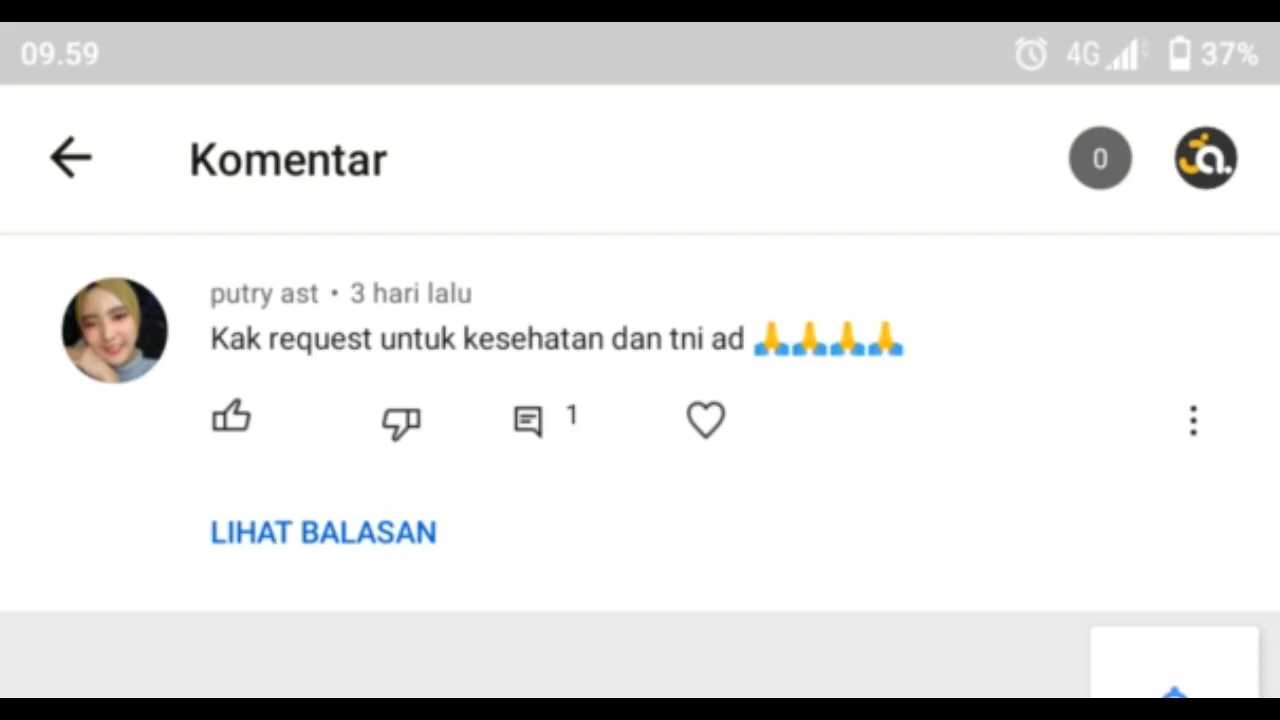 09.59 4G 37%
Komentar 0 a.
putry ast • 3 hari lalu
Kak request untuk kesehatan dan tni ad 🙏🙏🙏🙏
1
LIHAT BALASAN